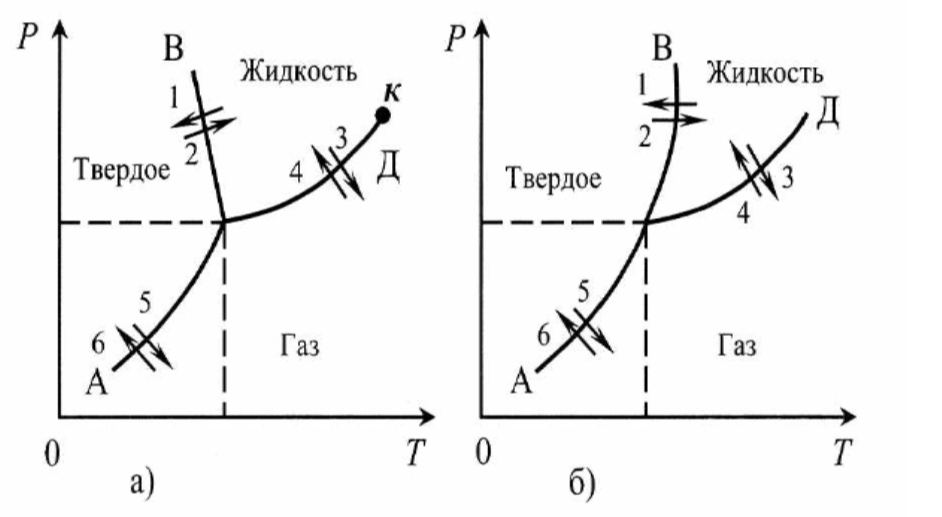 P
В
Жидкость
к
1
2
3
4
Д
Твердое
5
6
А
Газ
0
T
а)
P
В
Жидкость
Д
1
2
3
4
Твердое
5
6
А
Газ
0
T
б)